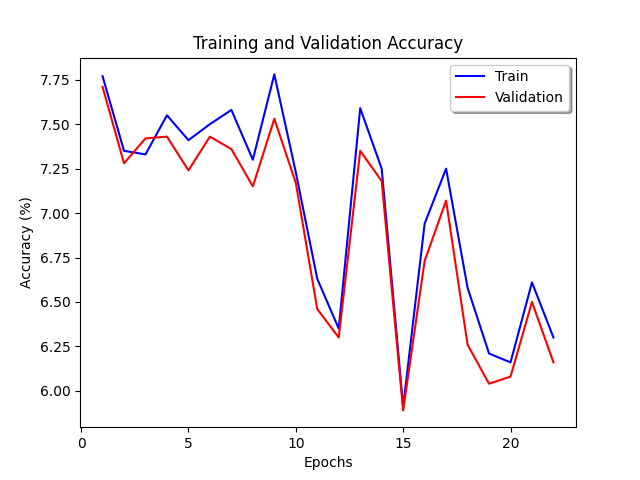 Training and Validation Accuracy
Train
Validation
Accuracy (%)
7.75
7.50
7.25
7.00
6.75
6.50
6.25
6.00
0
5
10
15
20
Epochs